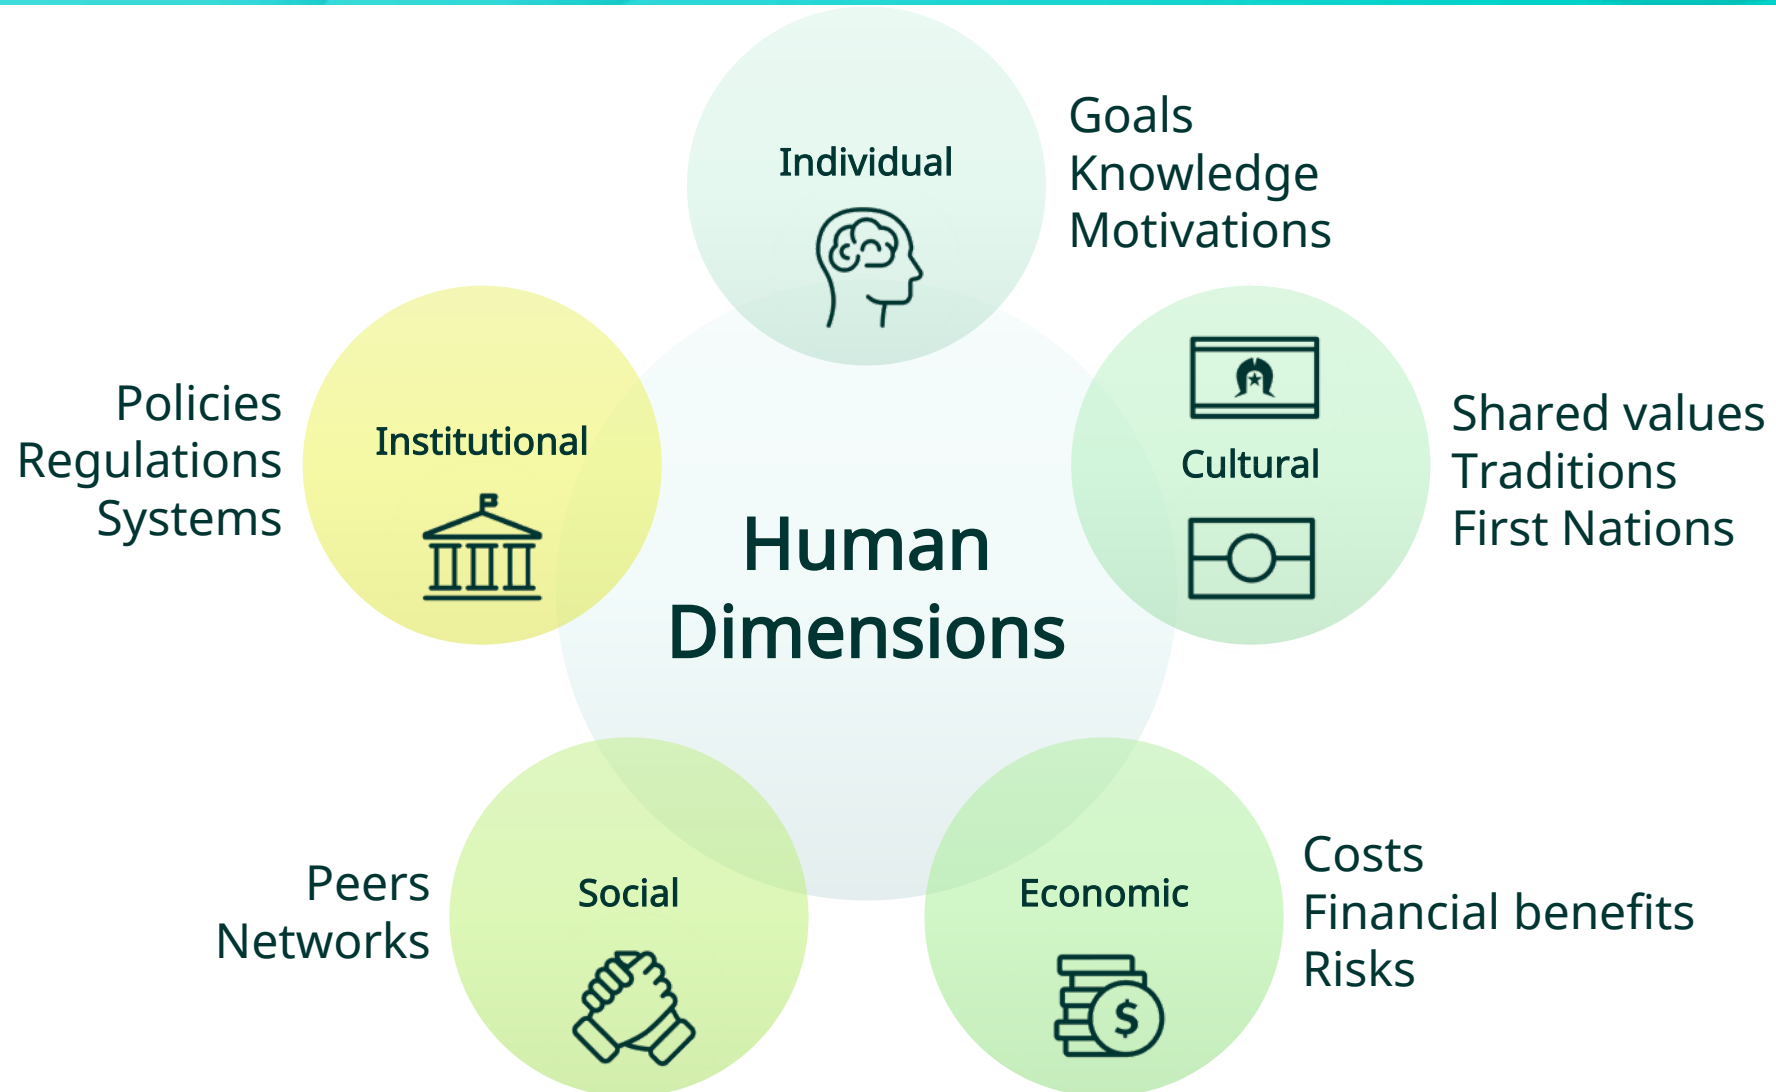 Individual
Goals
Knowledge
Motivations
Policies
Regulations
Systems
Institutional
Cultural
Shared values
Traditions
First Nations
Human
Dimensions
Peers
Networks
Social
Economic
$
Costs
Financial benefits
Risks